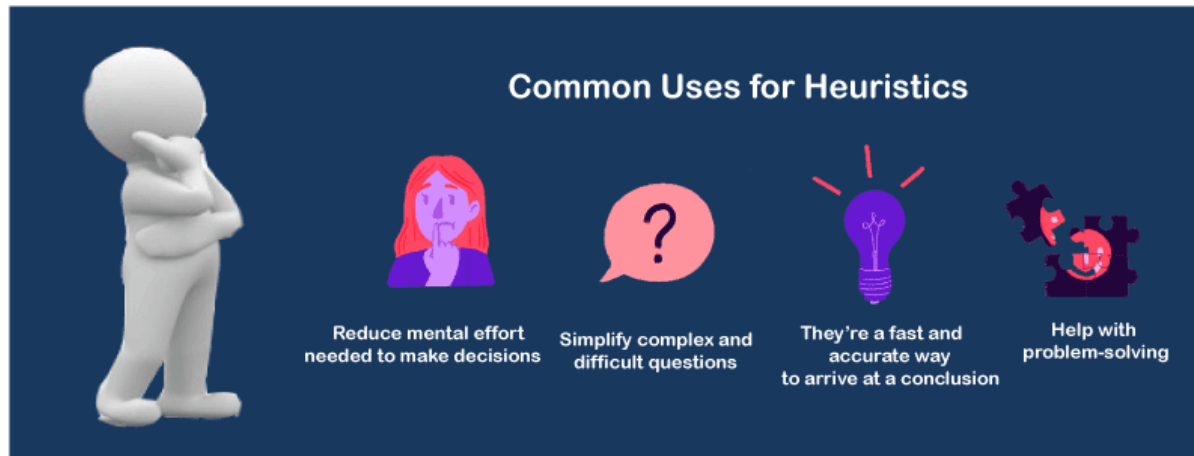 Common Uses for Heuristics
?
Reduce mental effort
needed to make decisions
Simplify complex and
difficult questions
They're a fast and
accurate way
to arrive at a conclusion
Help with
problem-solving